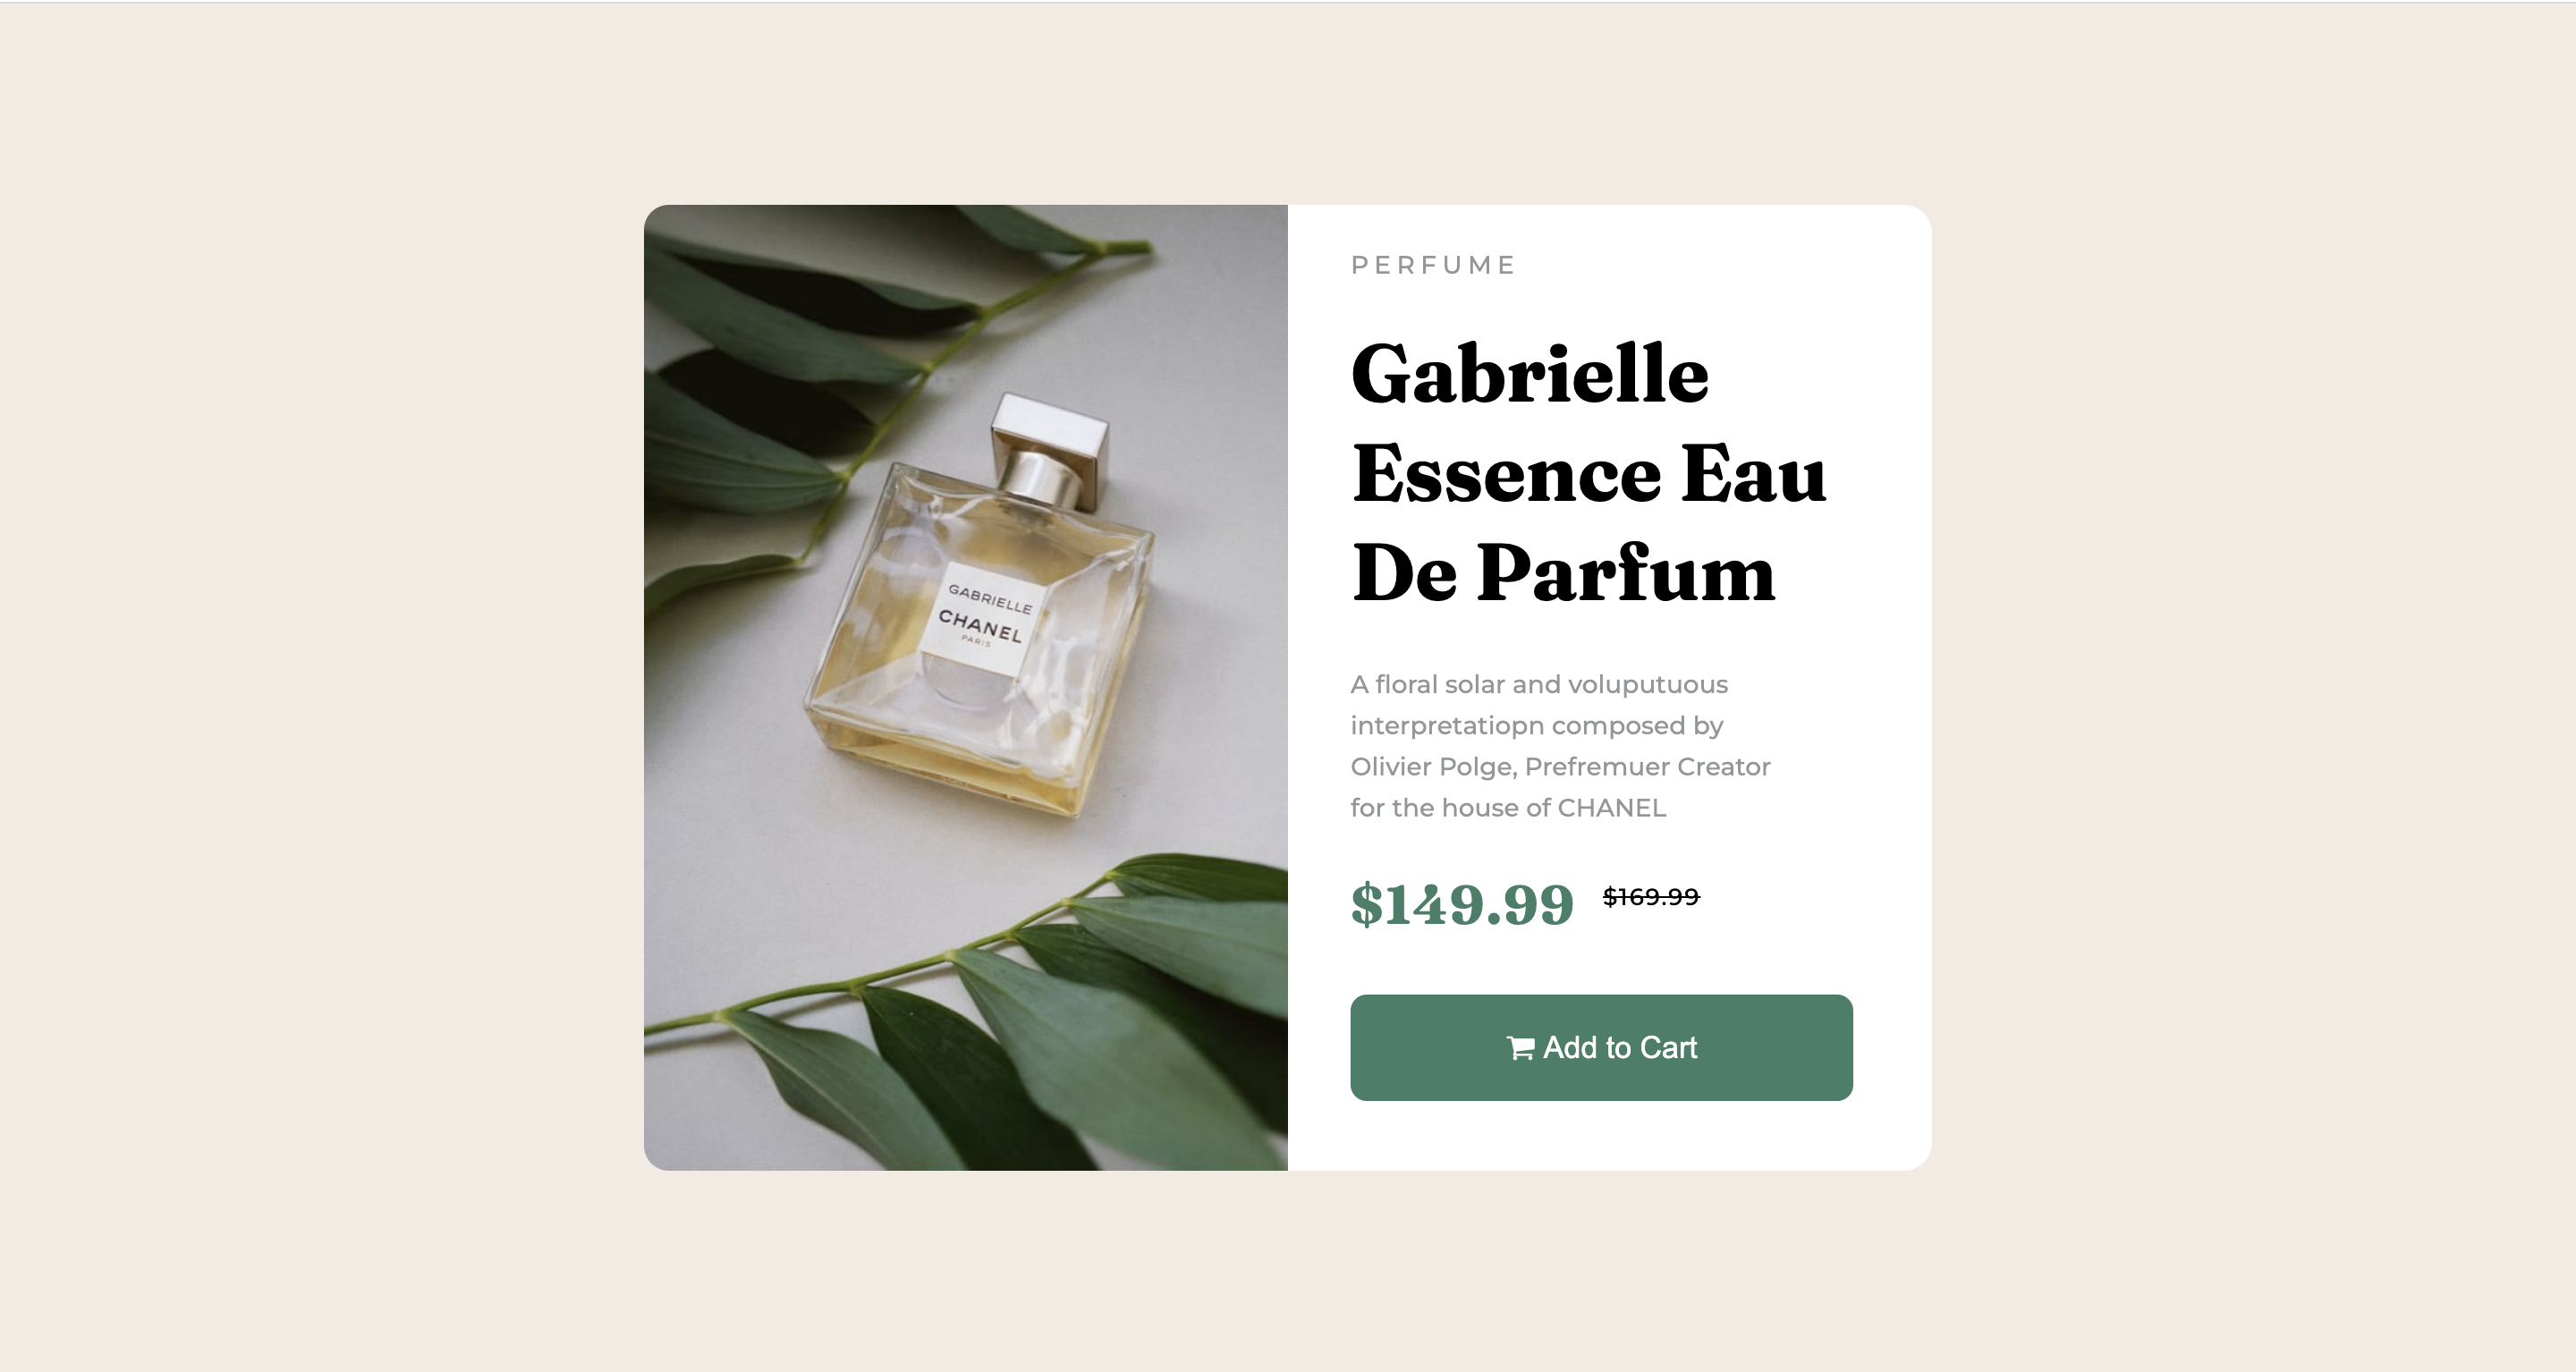 GABRIELLE
CHANEL
PARIS
PERFUME
Gabrielle
Essence Eau
De Parfum
A floral solar and voluputuous
interpretatiopn composed by
Olivier Polge, Prefremuer Creator
for the house of CHANEL
$149.99 $169.99
Add to Cart